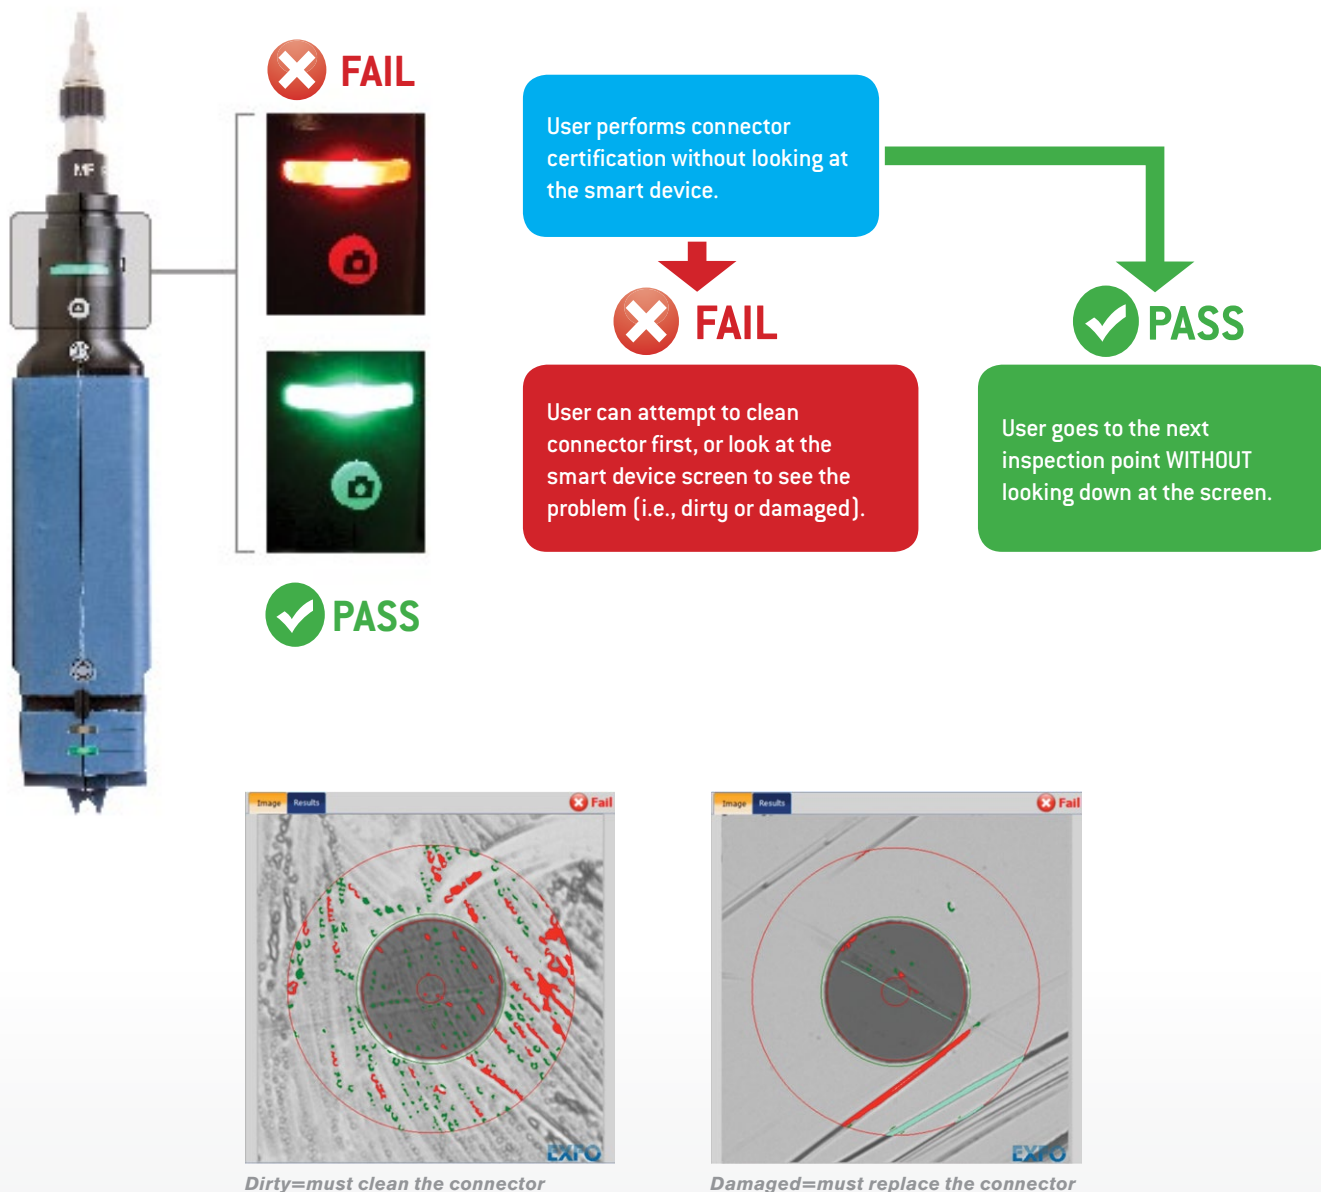 FAIL
MF
PASS
User performs connector
certification without looking at
the smart device.
FAIL
PASS
User can attempt to clean
connector first, or look at the
smart device screen to see the
problem (i.e., dirty or damaged).
User goes to the next
inspection point WITHOUT
looking down at the screen.
Image Results Fail
EXFO
Dirty=must clean the connector
Image Results Fail
EXFO
Damaged=must replace the connector